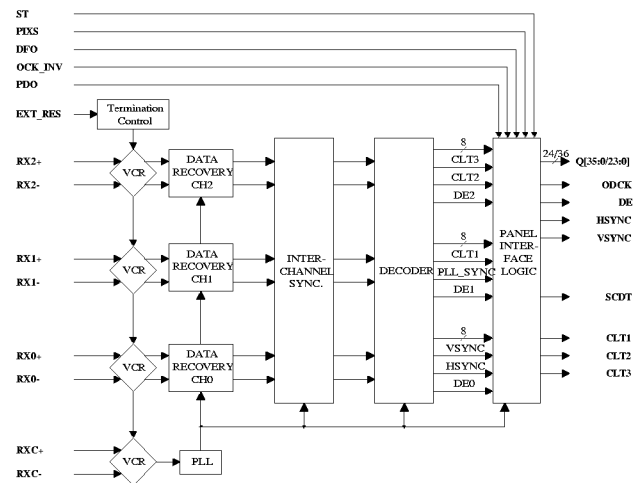 ST
PIXS
DFO
OCK_INV
PDO
EXT_RES
Termination
Control
RX2+
RX2-
VCR
DATA
RECOVERY
CH2
8
CLT3
CLT2
DE2
24/36
Q[35:0/23:0]
ODCK
DE
HSYNC
VSYNC
RX1+
RX1-
VCR
DATA
RECOVERY
CH1
INTER-
CHANNEL
SYNC.
DECODER
8
CLT1
PLL_SYNC
DE1
PANEL
INTER-
FACE
LOGIC
SCDT
RX0+
RX0-
VCR
DATA
RECOVERY
CH0
8
VSYNC
HSYNC
DE0
CLT1
CLT2
CLT3
RXC+
RXC-
VCR
PLL